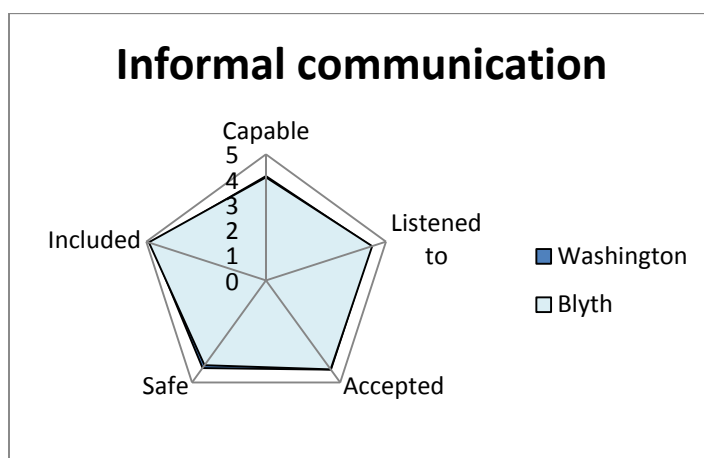 Informal communication
Capable
5
4
3
2
1
0
Listened
to
Accepted
Safe
Included
Washington
Blyth